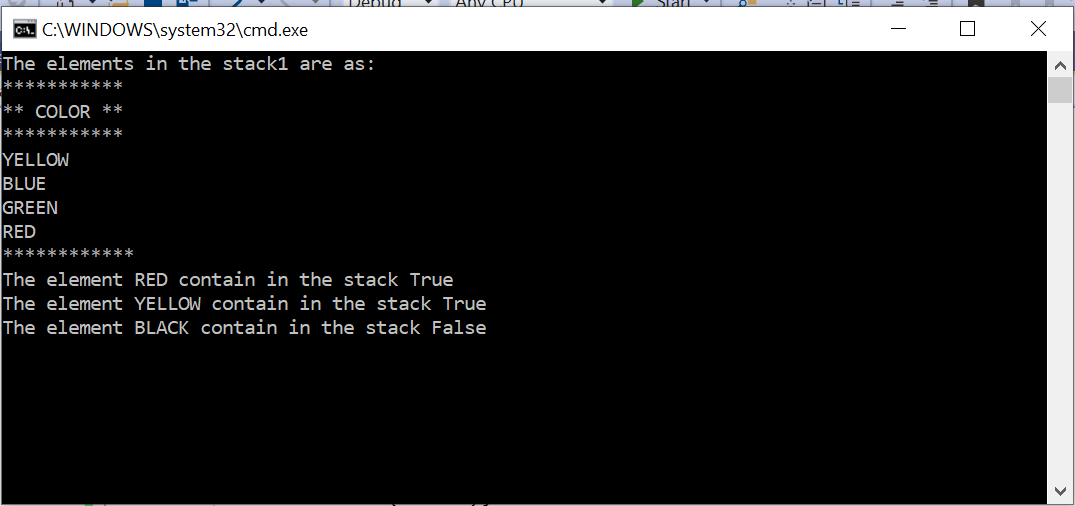 Debug Any CPU Start
C:\WINDOWS\system32\cmd.exe
The elements in the stack1 are as:
***********
** COLOR **
***********
YELLOW
BLUE
GREEN
RED
************
The element RED contain in the stack True
The element YELLOW contain in the stack True
The element BLACK contain in the stack False